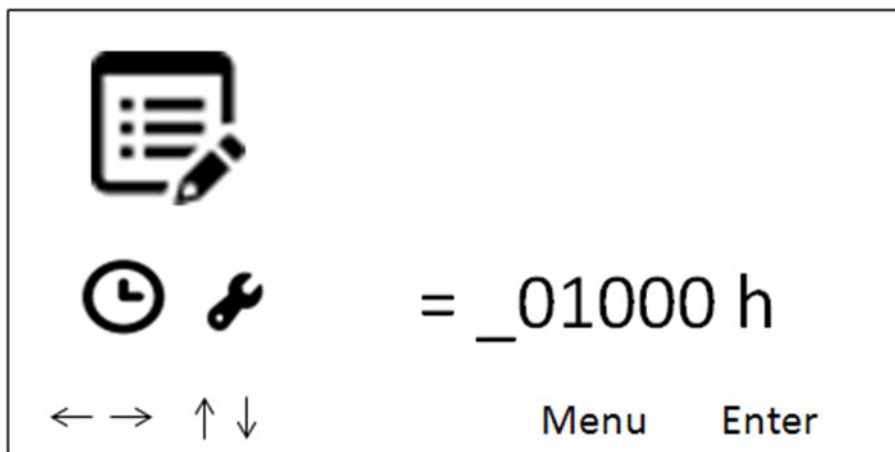 = _01000 h
← → ↑ ↓ Menu Enter